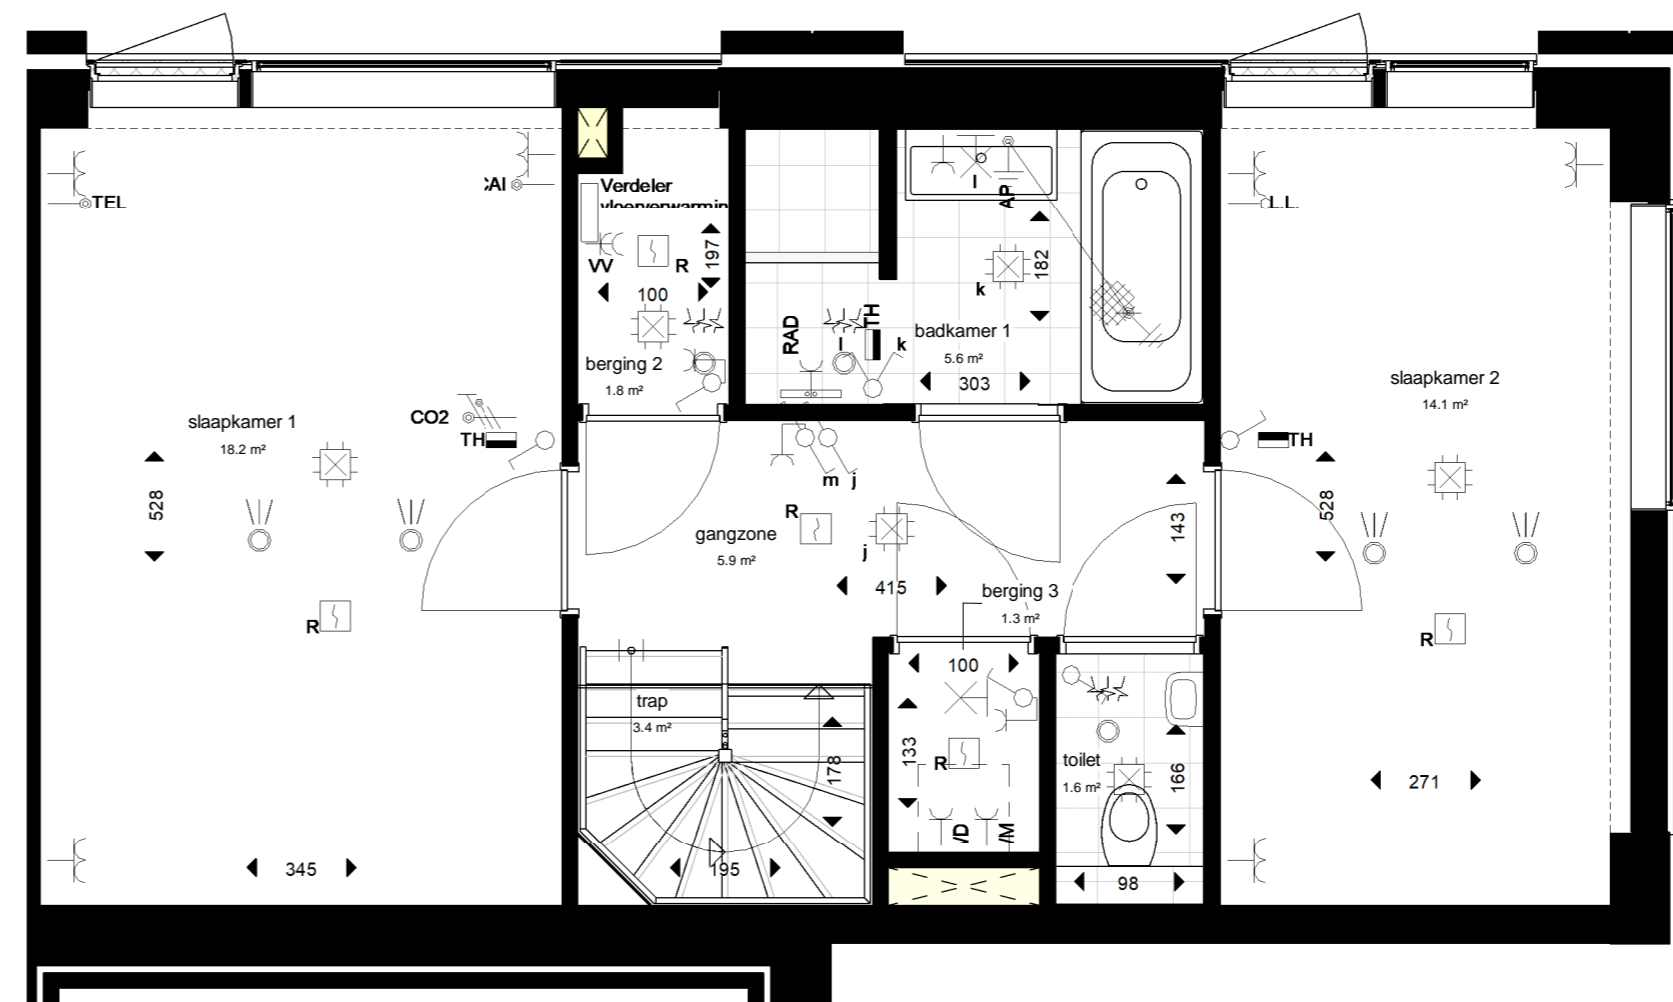 TEL
:AI
Verdeler
vloerverwarmin
VV
R
197
100
berging 2
1.8 m²
I
AP
182
k
RAD
TH
l
k
badkamer 1
5.6 m²
303
L.L.
slaapkamer 2
14.1 m²
slaapkamer 1
18.2 m²
CO2
TH
TH
528
528
m j
R
gangzone
5.9 m²
j
415
143
berging 3
1.3 m²
R
R
trap
3.4 m²
178
195
100
133
R
VD
toilet
1.6 m²
166
98
271
345